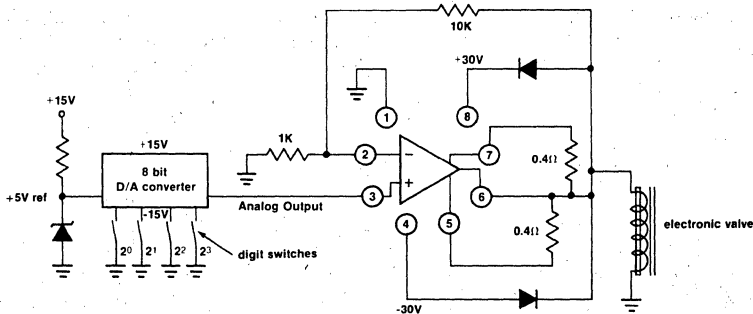 10K
+30V
+15V
1
8
1K
+15V
8 bit
D/A converter
2
−
7
0.4Ω
+5V ref
3
+
6
Analog Output
-15V
4
5
0.4Ω
electronic valve
2⁰
2¹
2²
2³
digit switches
-30V